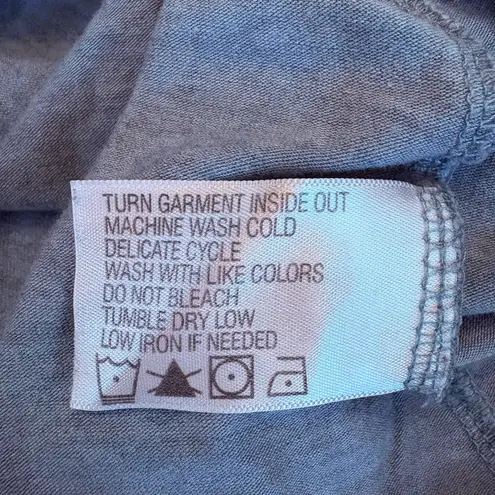 TURN GARMENT INSIDE OUT
MACHINE WASH COLD
DELICATE CYCLE
WASH WITH LIKE COLORS
DO NOT BLEACH
TUMBLE DRY LOW
LOW IRON IF NEEDED